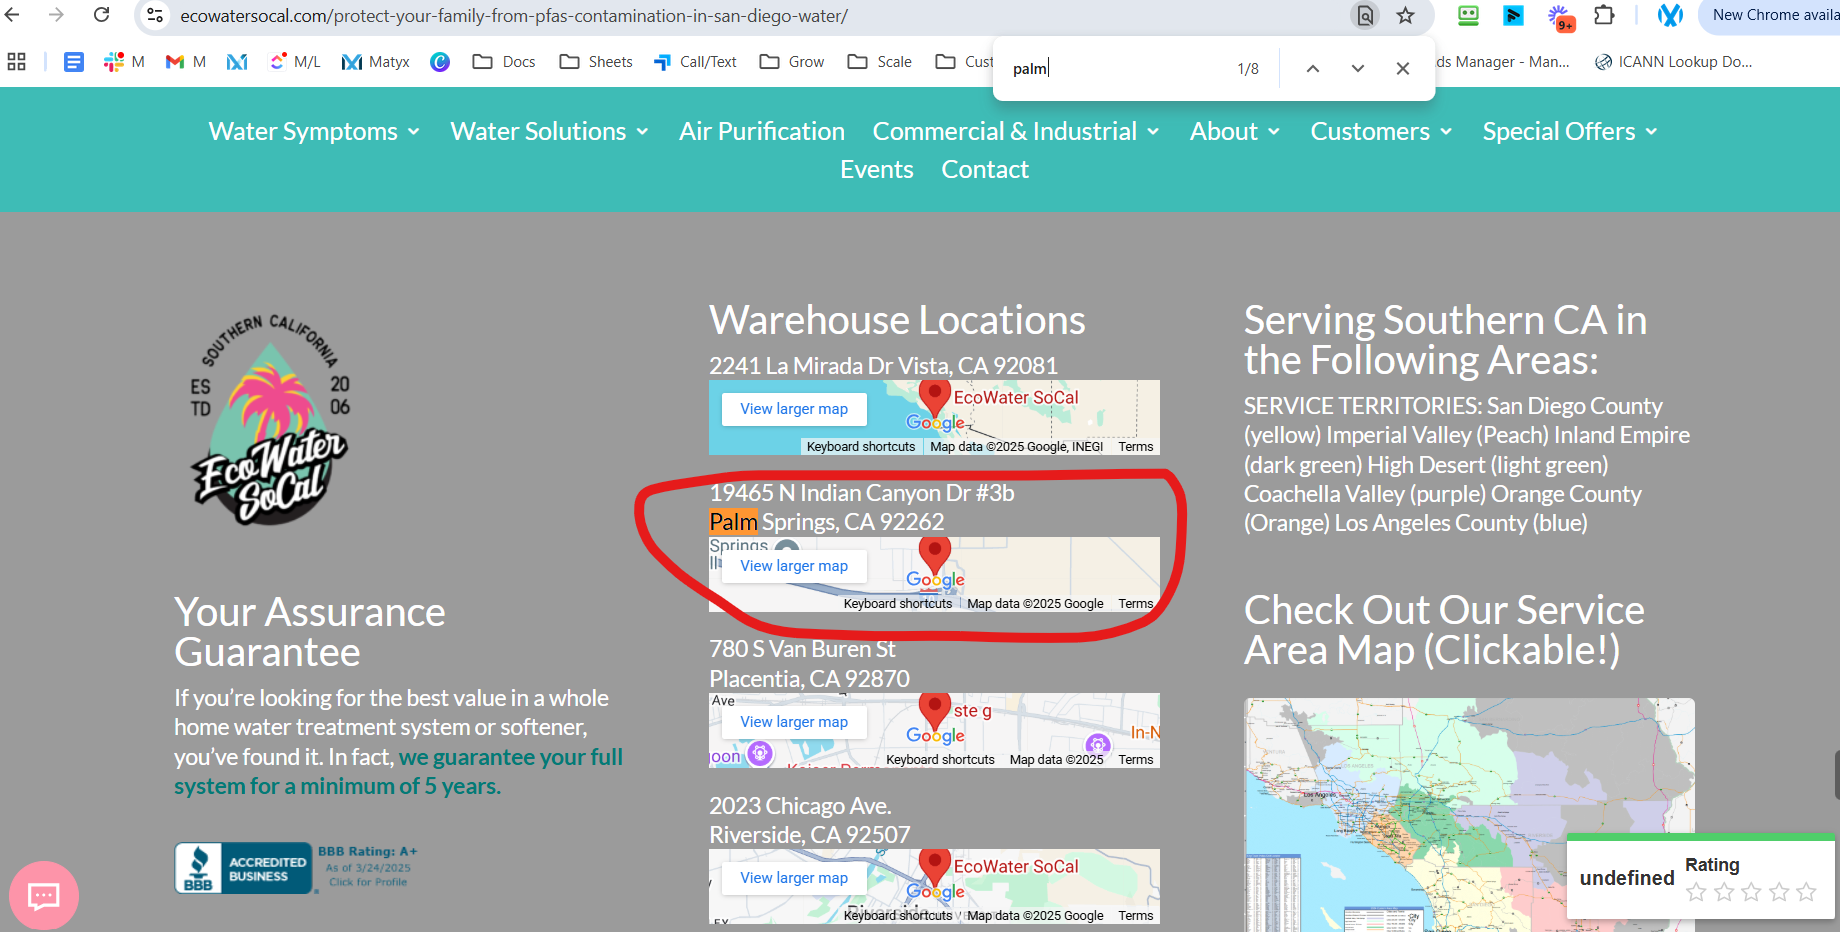 ecowatersocal.com/protect-your-family-from-pfas-contamination-in-san-diego-water/
9+
New Chrome availa
M
M
M/L
Matyx
Docs
Sheets
Call/Text
Grow
Scale
Cust
palm
1/8
ds Manager - Man...
ICANN Lookup Do...
Water Symptoms
Water Solutions
Air Purification
Commercial & Industrial
About
Customers
Special Offers
Events
Contact
SOUTHERN CALIFORNIA
ES
TD
20
06
EcoWater
SoCal
Your Assurance
Guarantee
If you’re looking for the best value in a whole
home water treatment system or softener,
you’ve found it. In fact, we guarantee your full
system for a minimum of 5 years.
BBB
ACCREDITED
BUSINESS
BBB Rating: A+
As of 3/24/2025
Click for Profile
Warehouse Locations
2241 La Mirada Dr Vista, CA 92081
View larger map
EcoWater SoCal
Google
Keyboard shortcuts
Map data ©2025 Google, INEGI
Terms
19465 N Indian Canyon Dr #3b
Palm Springs, CA 92262
Springs
View larger map
Google
Keyboard shortcuts
Map data ©2025 Google
Terms
780 S Van Buren St
Placentia, CA 92870
Ave
View larger map
ste g
Google
In-N
oon
Keyboard shortcuts
Map data ©2025
Terms
2023 Chicago Ave.
Riverside, CA 92507
View larger map
EcoWater SoCal
Google
Riverside
Keyboard shortcuts
Map data ©2025 Google
Terms
Serving Southern CA in
the Following Areas:
SERVICE TERRITORIES: San Diego County
(yellow) Imperial Valley (Peach) Inland Empire
(dark green) High Desert (light green)
Coachella Valley (purple) Orange County
(Orange) Los Angeles County (blue)
Check Out Our Service
Area Map (Clickable!)
undefined
Rating